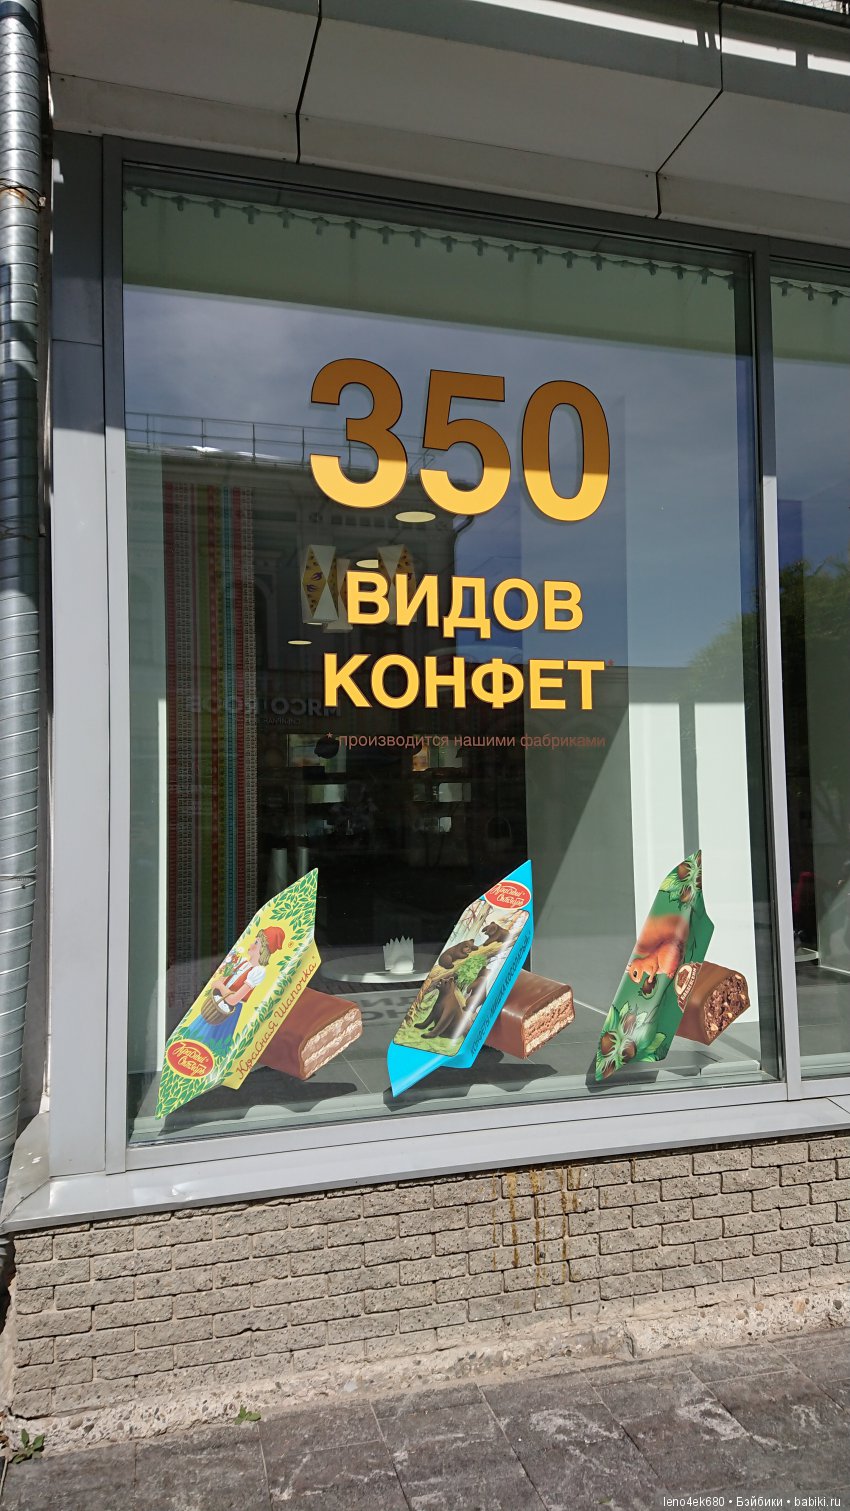 350
ВИДОВ
КОНФЕТ
* производится нашими фабриками
Красный Октябрь
Красная Шапочка
Красный Октябрь
leno4ek680 • Бэйбики • babiki.ru